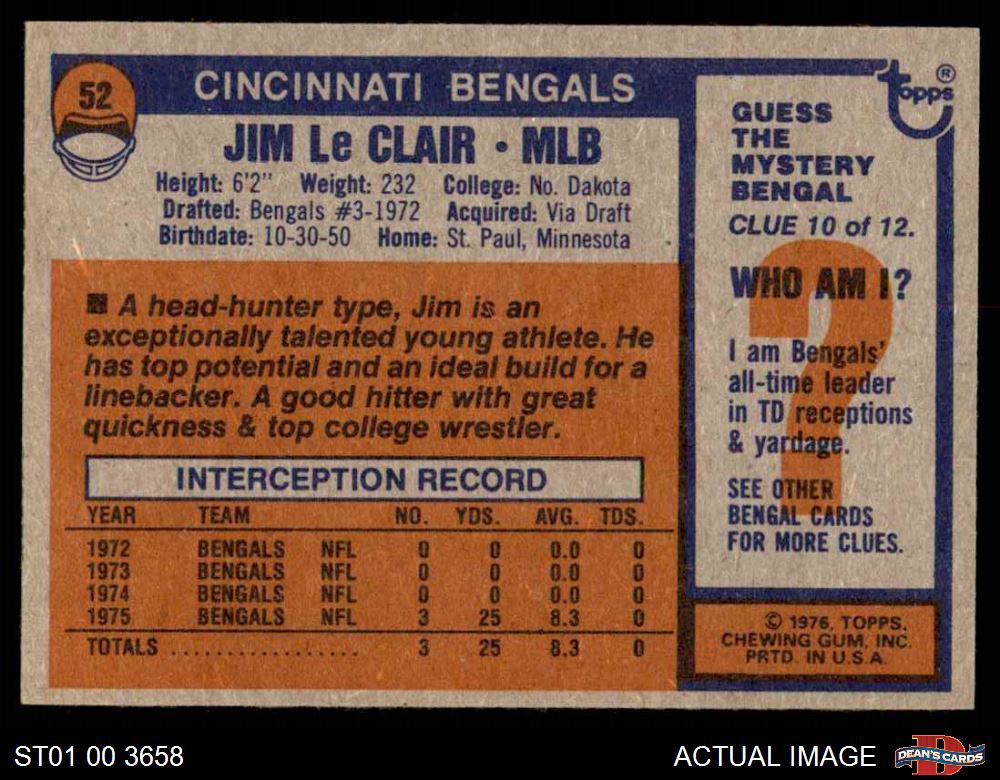 52
CINCINNATI BENGALS
JIM Le CLAIR • MLB
Height: 6'2" Weight: 232 College: No. Dakota
Drafted: Bengals #3-1972 Acquired: Via Draft
Birthdate: 10-30-50 Home: St. Paul, Minnesota
A head-hunter type, Jim is an
exceptionally talented young athlete. He
has top potential and an ideal build for a
linebacker. A good hitter with great
quickness & top college wrestler.
INTERCEPTION RECORD
YEAR TEAM NO. YDS. AVG. TDS.
1972 BENGALS NFL 0 0 0.0 0
1973 BENGALS NFL 0 0 0.0 0
1974 BENGALS NFL 0 0 0.0 0
1975 BENGALS NFL 3 25 8.3 0
TOTALS .................. 3 25 8.3 0
topps ®
GUESS
THE
MYSTERY
BENGAL
CLUE 10 of 12.
?
WHO AM I?
I am Bengals'
all-time leader
in TD receptions
& yardage.
SEE OTHER
BENGAL CARDS
FOR MORE CLUES.
© 1976, TOPPS.
CHEWING GUM, INC.
PRTD. IN U.S.A.
ST01 00 3658
ACTUAL IMAGE
D
DEAN'S CARDS